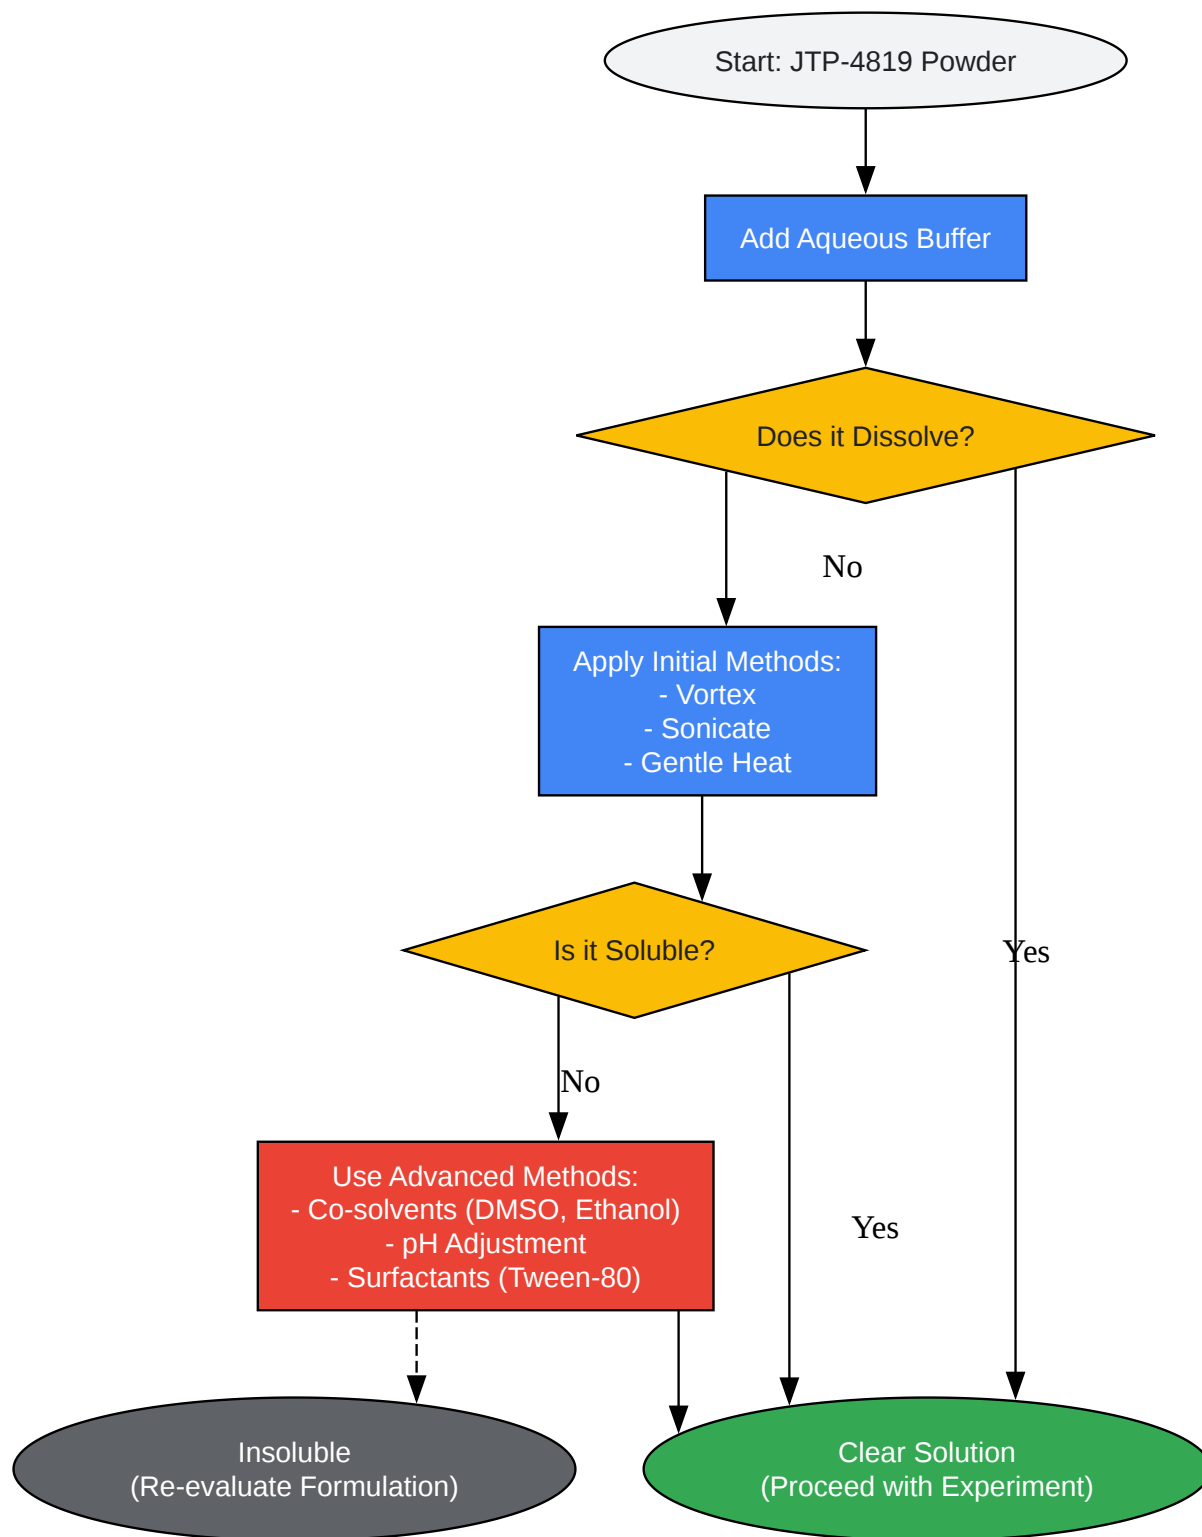 Start: JTP-4819 Powder
Add Aqueous Buffer
Does it Dissolve?
No
Apply Initial Methods:
- Vortex
- Sonicate
- Gentle Heat
Is it Soluble?
Yes
No
Use Advanced Methods:
- Co-solvents (DMSO, Ethanol)
- pH Adjustment
- Surfactants (Tween-80)
Yes
Insoluble
(Re-evaluate Formulation)
Clear Solution
(Proceed with Experiment)